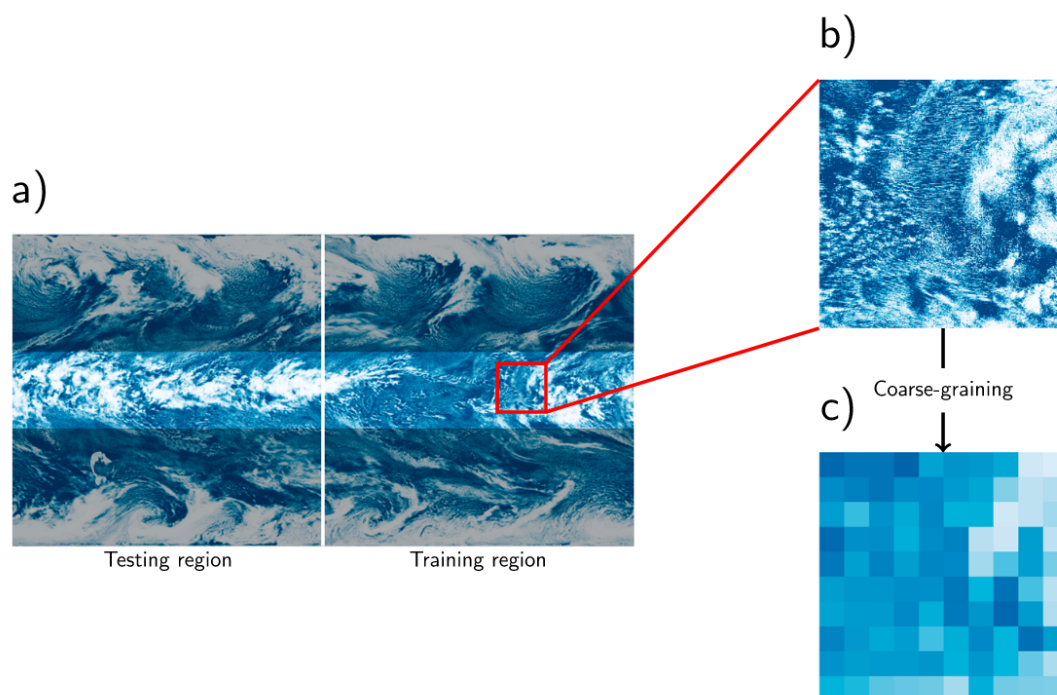 b)
a)
Coarse-graining
c)
Testing region
Training region